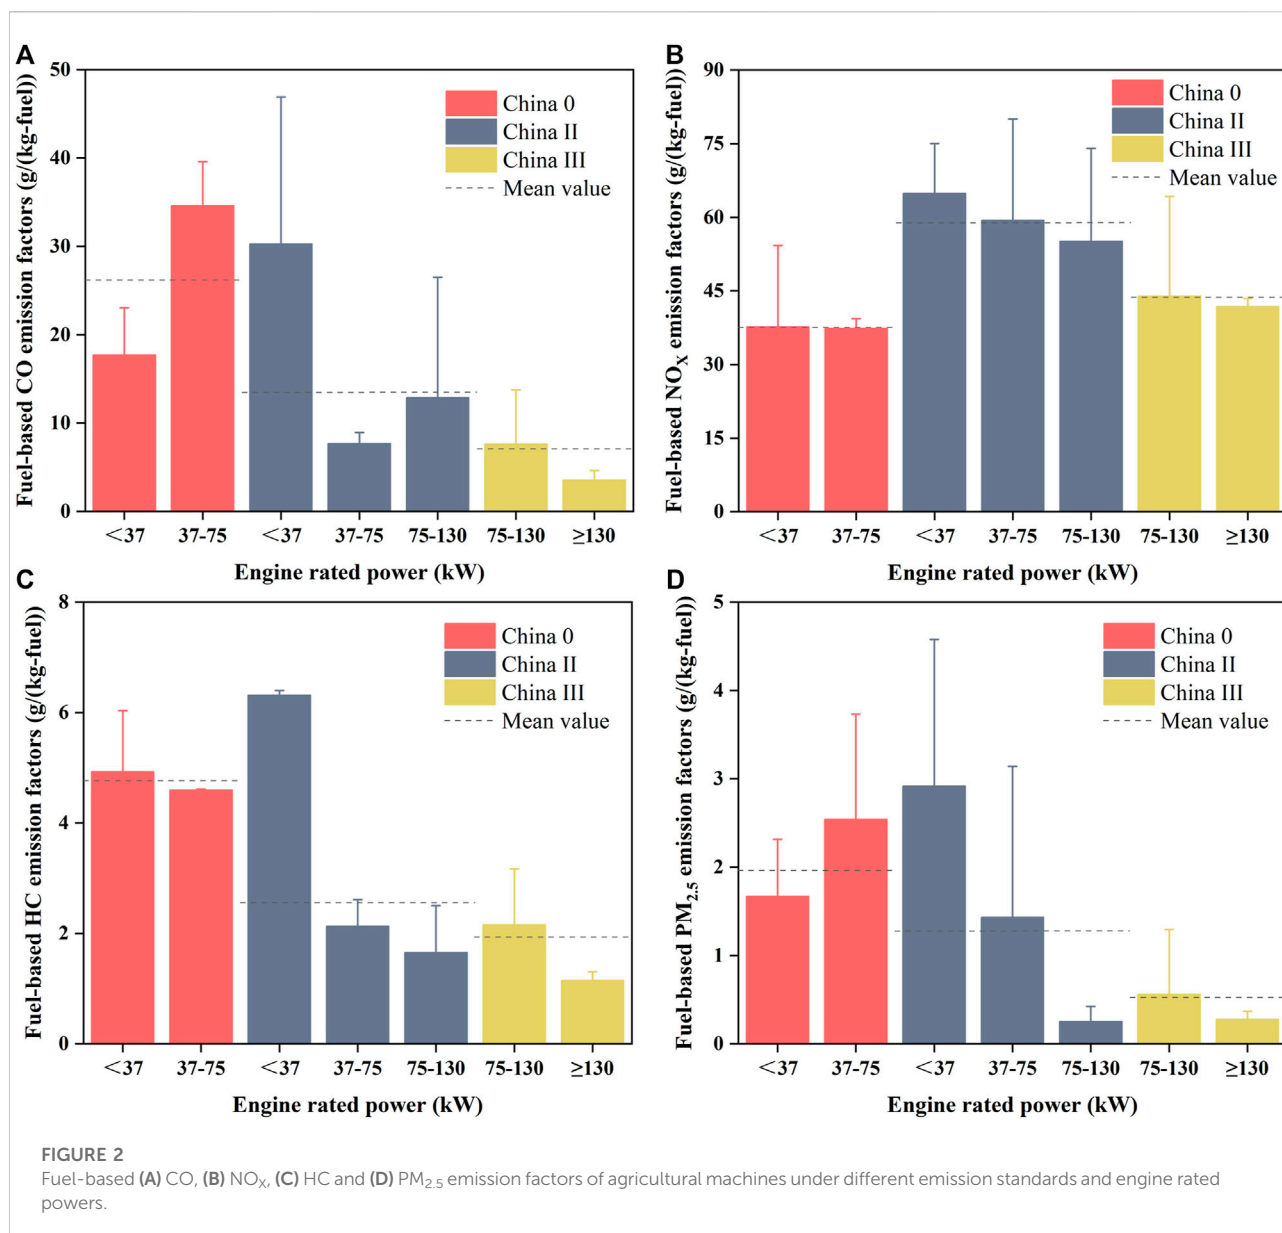 A
Fuel-based CO emission factors (g/(kg-fuel))
50
40
30
20
10
0
China 0
China II
China III
Mean value
<37 37-75 <37 37-75 75-130 75-130 ≥130
Engine rated power (kW)
B
Fuel-based NOX emission factors (g/(kg-fuel))
90
75
60
45
30
15
0
China 0
China II
China III
Mean value
<37 37-75 <37 37-75 75-130 75-130 ≥130
Engine rated power (kW)
C
Fuel-based HC emission factors (g/(kg-fuel))
8
6
4
2
0
China 0
China II
China III
Mean value
<37 37-75 <37 37-75 75-130 75-130 ≥130
Engine rated power (kW)
D
Fuel-based PM2.5 emission factors (g/(kg-fuel))
5
4
3
2
1
0
China 0
China II
China III
Mean value
<37 37-75 <37 37-75 75-130 75-130 ≥130
Engine rated power (kW)
FIGURE 2
Fuel-based (A) CO, (B) NOX, (C) HC and (D) PM2.5 emission factors of agricultural machines under different emission standards and engine rated
powers.